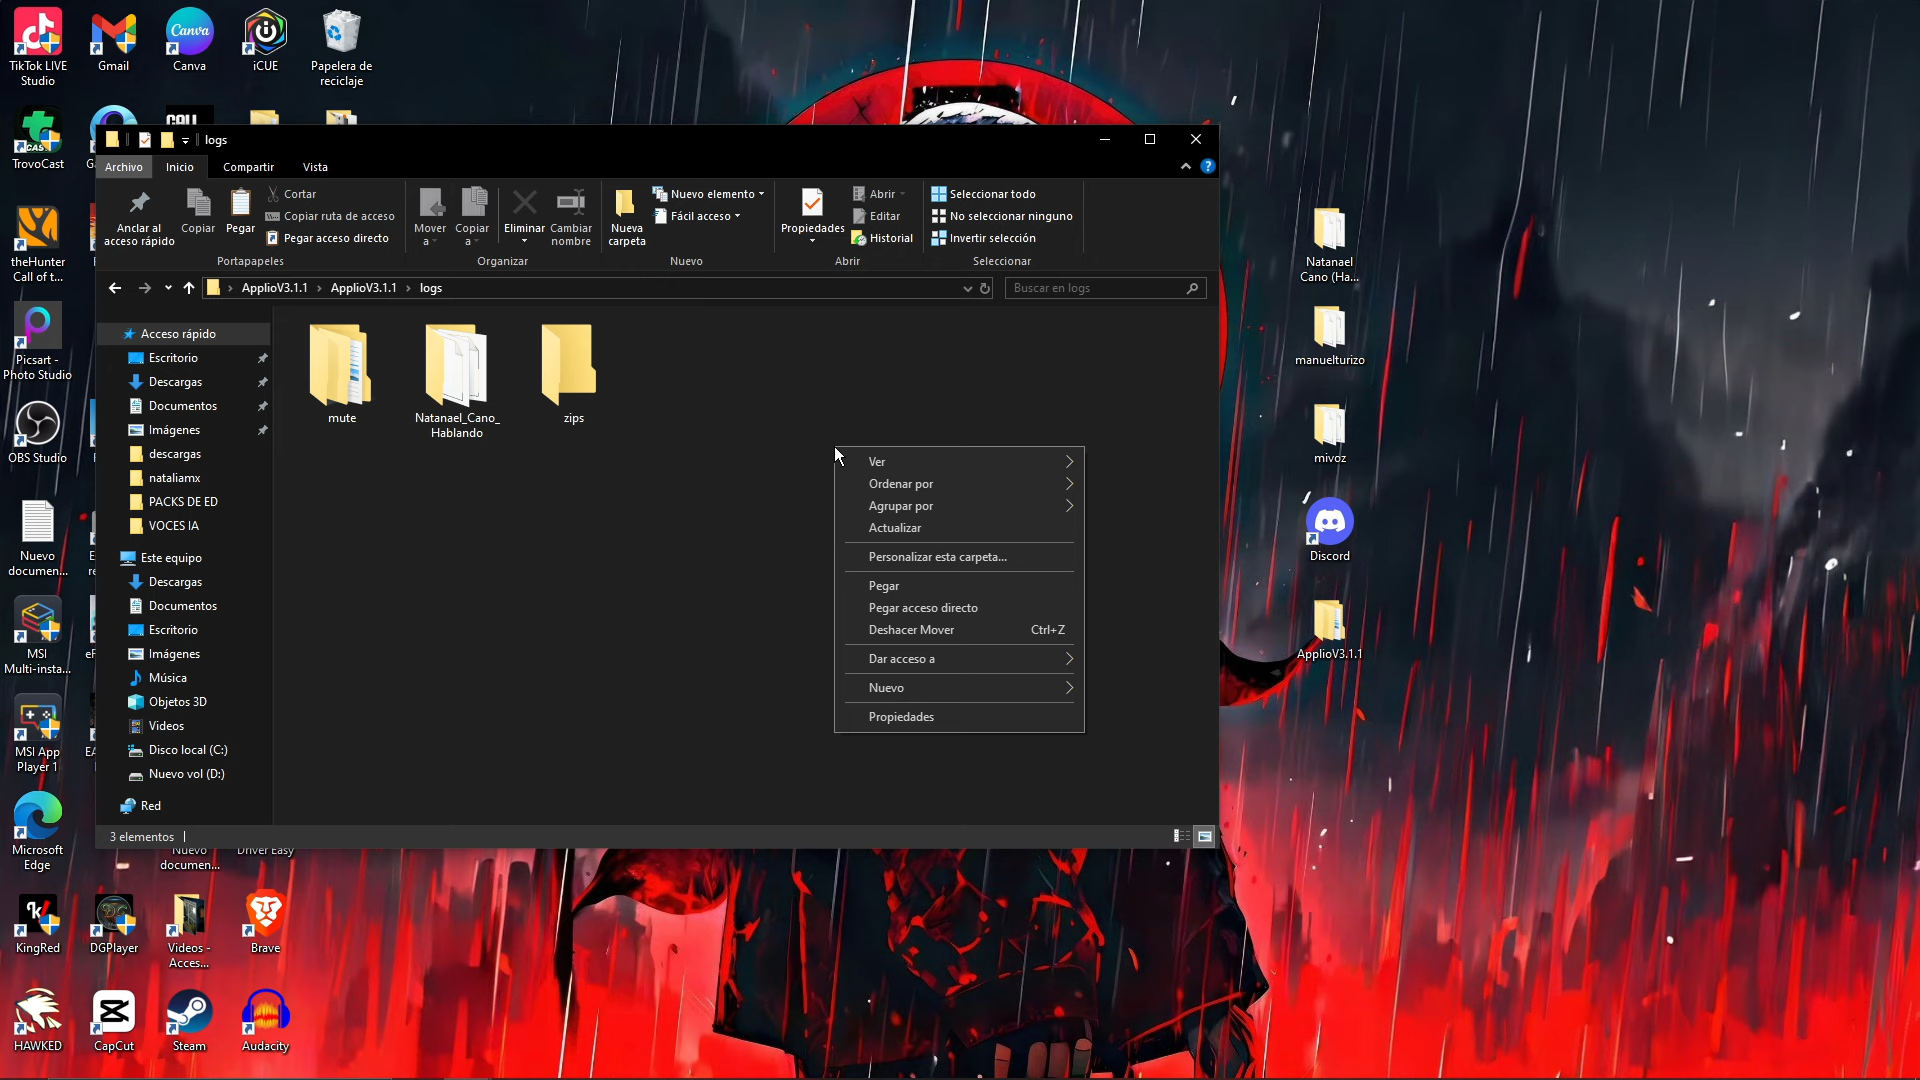 TikTok LIVE
Studio
Gmail
Canva
Canva
iCUE
Papelera de
reciclaje
TrovoCast
theHunter
Call of t...
Picsart -
Photo Studio
OBS Studio
Nuevo
documen...
MSI
Multi-insta...
MSI App
Player 1
Microsoft
Edge
KingRed
DGPlayer
Videos -
Acces...
Brave
HAWKED
CapCut
Steam
Audacity
Nuevo
documen...
Driver Easy
logs
Archivo
Inicio
Compartir
Vista
Anclar al
acceso rápido
Copiar
Pegar
Cortar
Copiar ruta de acceso
Pegar acceso directo
Portapapeles
Mover
a
Copiar
a
Eliminar
Cambiar
nombre
Organizar
Nueva
carpeta
Nuevo elemento
Fácil acceso
Nuevo
Propiedades
Abrir
Editar
Historial
Abrir
Seleccionar todo
No seleccionar ninguno
Invertir selección
Seleccionar
ApplioV3.1.1 > ApplioV3.1.1 > logs
Buscar en logs
Acceso rápido
Escritorio
Descargas
Documentos
Imágenes
descargas
nataliamx
PACKS DE ED
VOCES IA
Este equipo
Descargas
Documentos
Escritorio
Imágenes
Música
Objetos 3D
Videos
Disco local (C:)
Nuevo vol (D:)
Red
mute
Natanael_Cano_
Hablando
zips
Ver
Ordenar por
Agrupar por
Actualizar
Personalizar esta carpeta...
Pegar
Pegar acceso directo
Deshacer Mover Ctrl+Z
Dar acceso a
Nuevo
Propiedades
3 elementos
Natanael
Cano (Ha...
manuelturizo
mivoz
Discord
ApplioV3.1.1